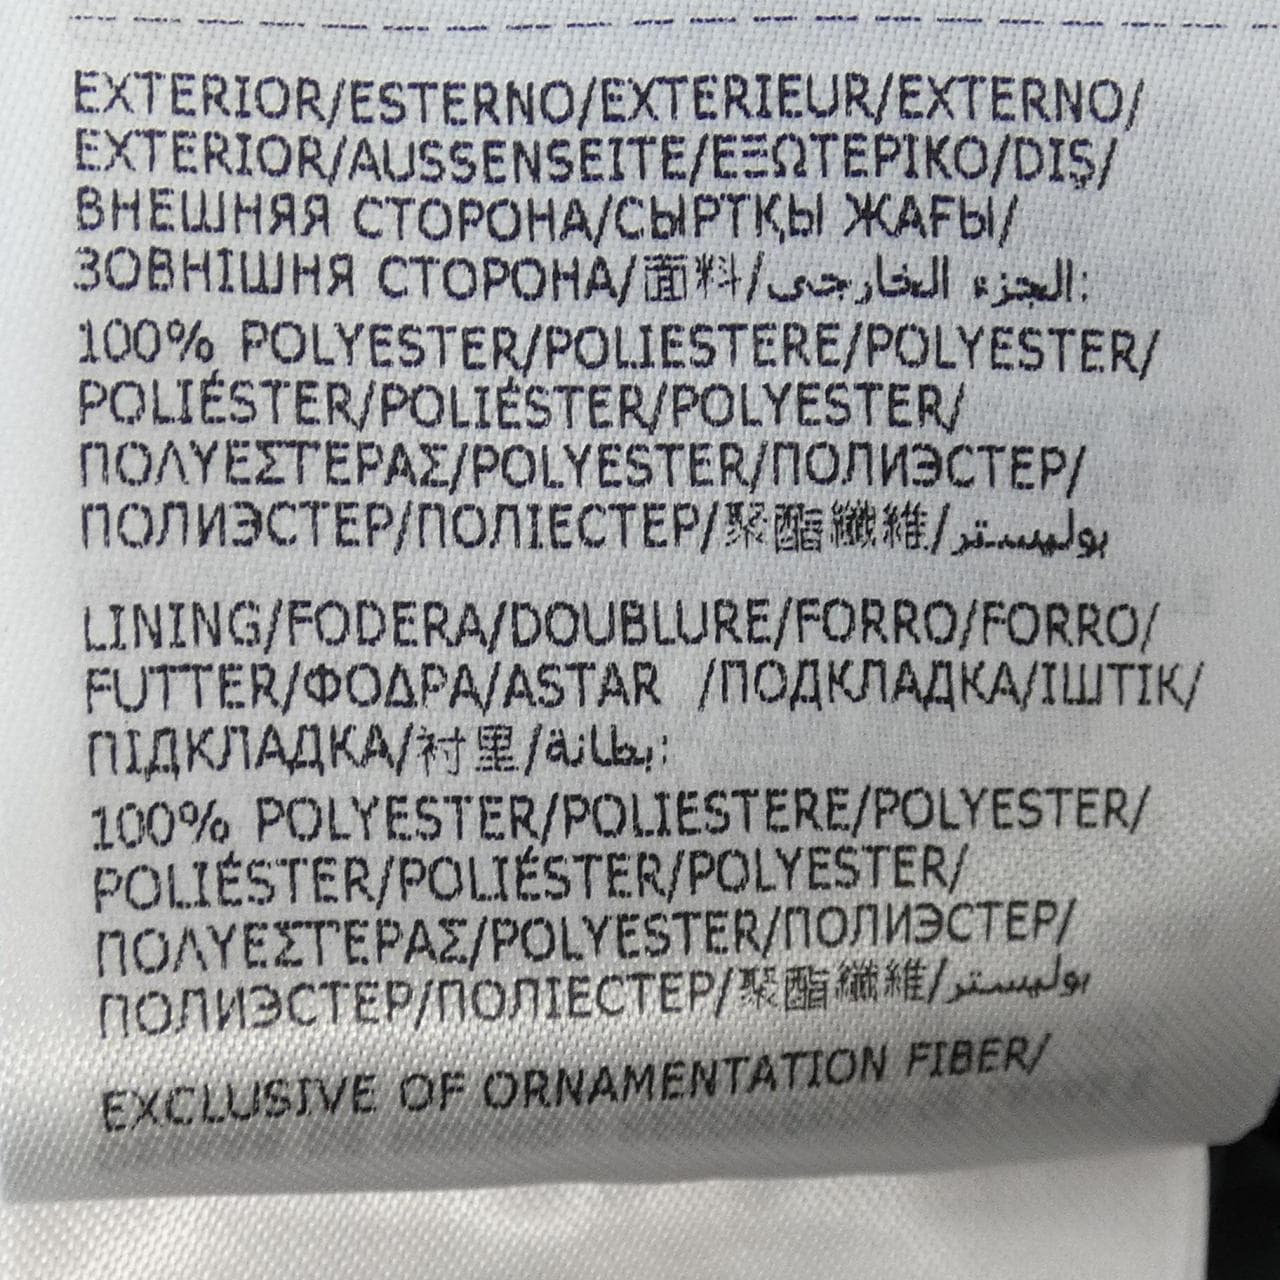 EXTERIOR/ESTERNO/EXTERIEUR/EXTERNO/
EXTERIOR/AUSSENSEITE/ΕΞΩΤΕΡΙΚΟ/DIŞ/
ВНЕШНЯЯ СТОРОНА/СЫРТҚЫ ЖАҒЫ/
ЗОВНІШНЯ СТОРОНА/面料/الجزء الخارجى:
100% POLYESTER/POLIESTERE/POLYESTER/
POLIÉSTER/POLIÉSTER/POLYESTER/
ΠΟΛΥΕΣΤΕΡΑΣ/POLYESTER/ПОЛИЭСТЕР/
ПОЛИЭСТЕР/ПОЛІЕСТЕР/聚酯纖維/بوليستر
LINING/FODERA/DOUBLURE/FORRO/FORRO/
FUTTER/ΦΟΔΡΑ/ASTAR /ПОДКЛАДКА/ІШТІК/
ПІДКЛАДКА/衬里/بطانة:
100% POLYESTER/POLIESTERE/POLYESTER/
POLIÉSTER/POLIÉSTER/POLYESTER/
ΠΟΛΥΕΣΤΕΡΑΣ/POLYESTER/ПОЛИЭСТЕР/
ПОЛИЭСТЕР/ПОЛІЕСТЕР/聚酯纖維/بوليستر
EXCLUSIVE OF ORNAMENTATION FIBER/